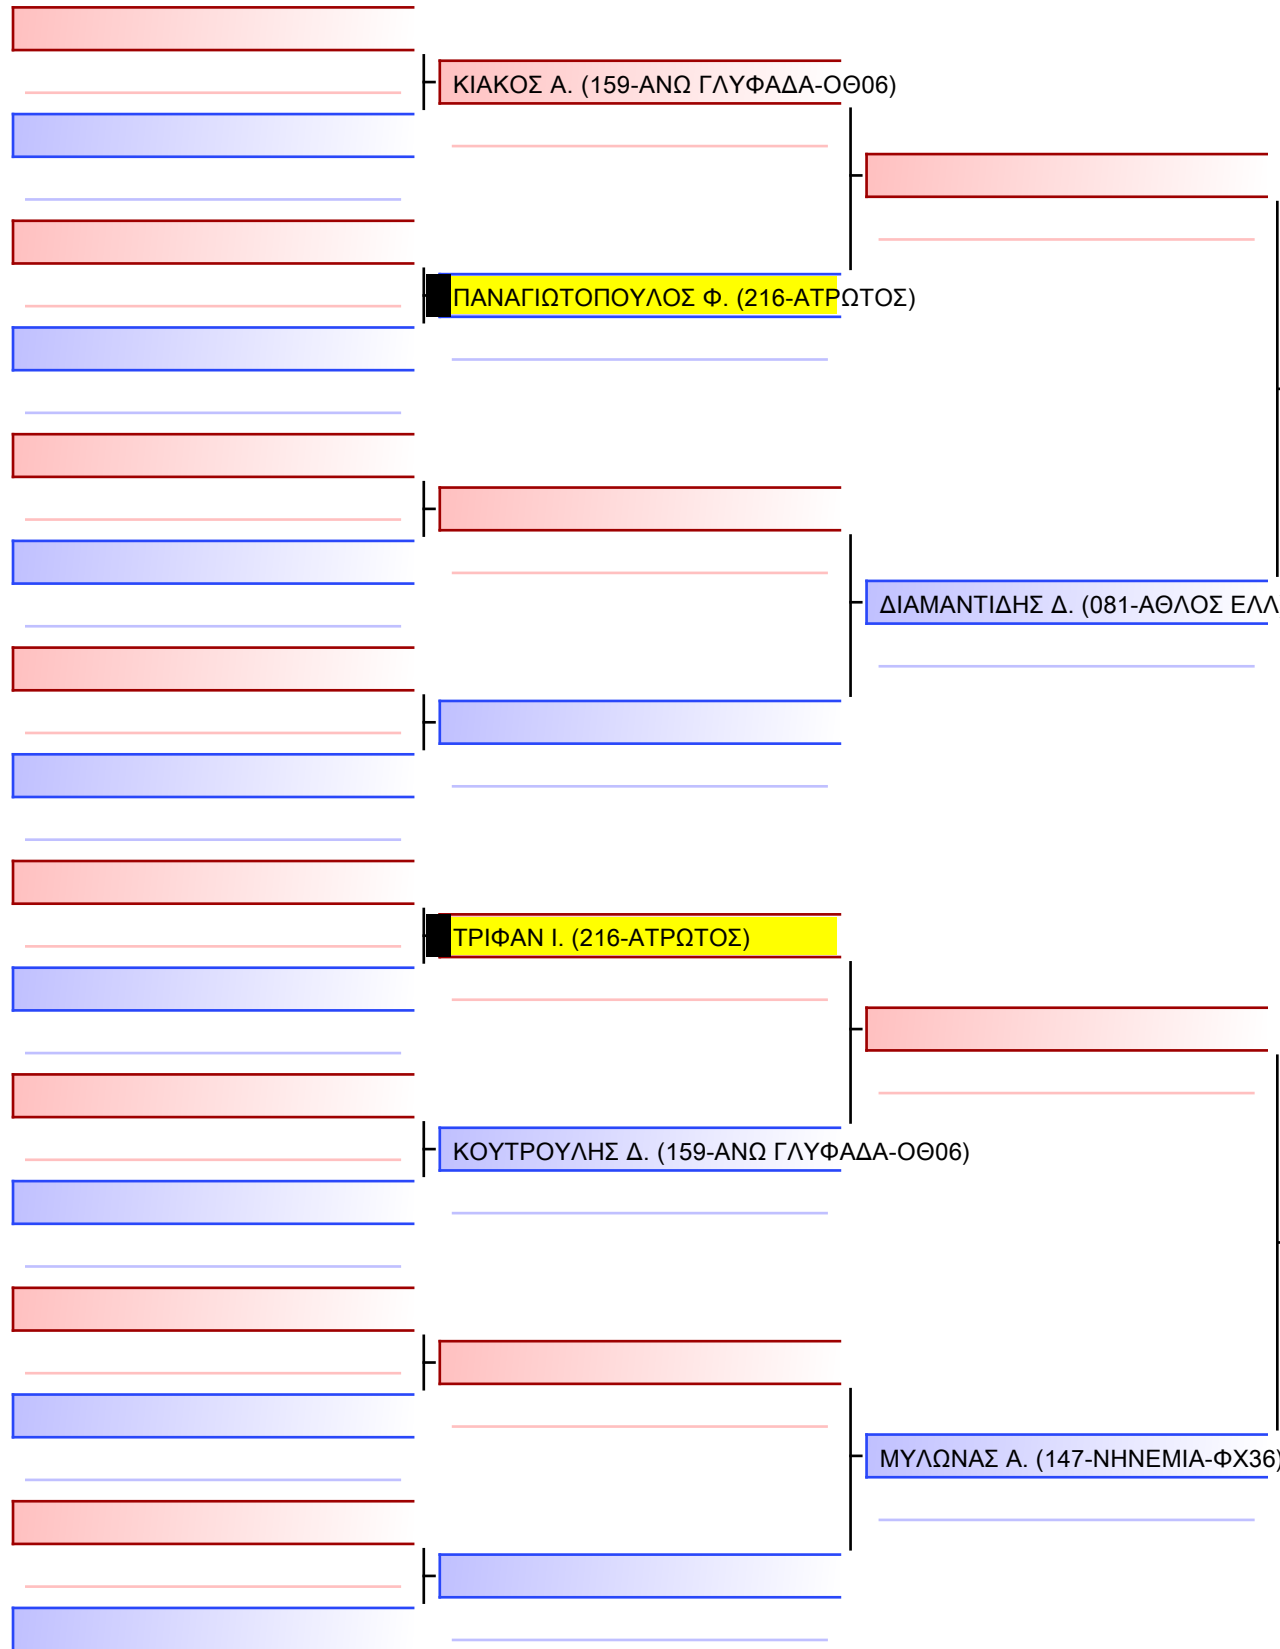 ΚΙΑΚΟΣ Α. (159-ΑΝΩ ΓΛΥΦΑΔΑ-ΟΘ06)
ΠΑΝΑΓΙΩΤΟΠΟΥΛΟΣ Φ. (216-ΑΤΡΩΤΟΣ)
ΔΙΑΜΑΝΤΙΔΗΣ Δ. (081-ΑΘΛΟΣ ΕΛΛ
ΤΡΙΦΑΝ Ι. (216-ΑΤΡΩΤΟΣ)
ΚΟΥΤΡΟΥΛΗΣ Δ. (159-ΑΝΩ ΓΛΥΦΑΔΑ-ΟΘ06)
ΜΥΛΩΝΑΣ Α. (147-ΝΗΝΕΜΙΑ-ΦΧ36)